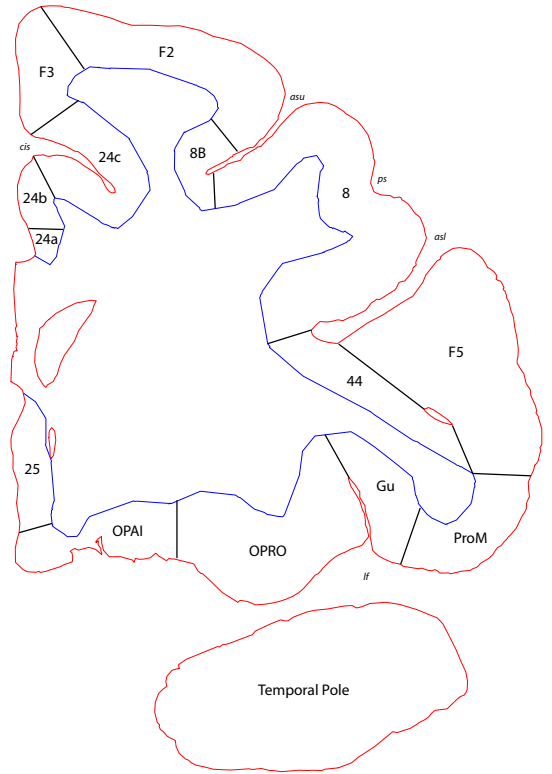 F2
F3
asu
cis
24c
8B
ps
24b
8
24a
asl
F5
44
25
Gu
OPAI
ProM
OPRO
lf
Temporal Pole